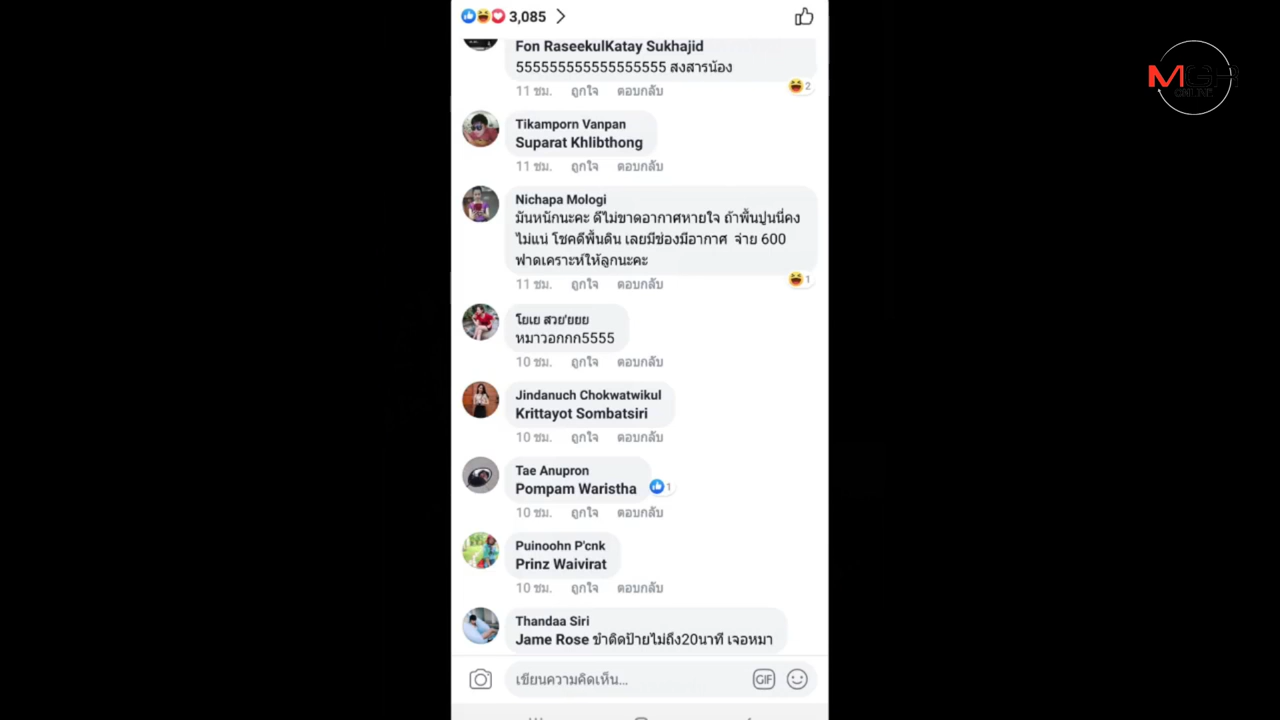 3,085
Fon RaseekulKatay Sukhajid
555555555555555555 สงสารน้อง
2
11 ชม. ถูกใจ ตอบกลับ
Tikamporn Vanpan
Suparat Khlibthong
11 ชม. ถูกใจ ตอบกลับ
Nichapa Mologi
มันหนักนะคะ ดีไม่ขาดอากาศหายใจ ถ้าพื้นปูนนี่คง
ไม่แน่ โชคดีพื้นดิน เลยมีช่องมีอากาศ จ่าย 600
ฟาดเคราะห์ให้ลูกนะคะ
1
11 ชม. ถูกใจ ตอบกลับ
โยเย สวย'ยยย
หมาวอกกก5555
10 ชม. ถูกใจ ตอบกลับ
Jindanuch Chokwatwikul
Krittayot Sombatsiri
10 ชม. ถูกใจ ตอบกลับ
Tae Anupron
Pompam Waristha
1
10 ชม. ถูกใจ ตอบกลับ
Puinoohn P'cnk
Prinz Waivirat
10 ชม. ถูกใจ ตอบกลับ
Thandaa Siri
Jame Rose ขำติดป้ายไม่ถึง20นาที เจอหมา
เขียนความคิดเห็น...
GIF
MGR
ONLINE